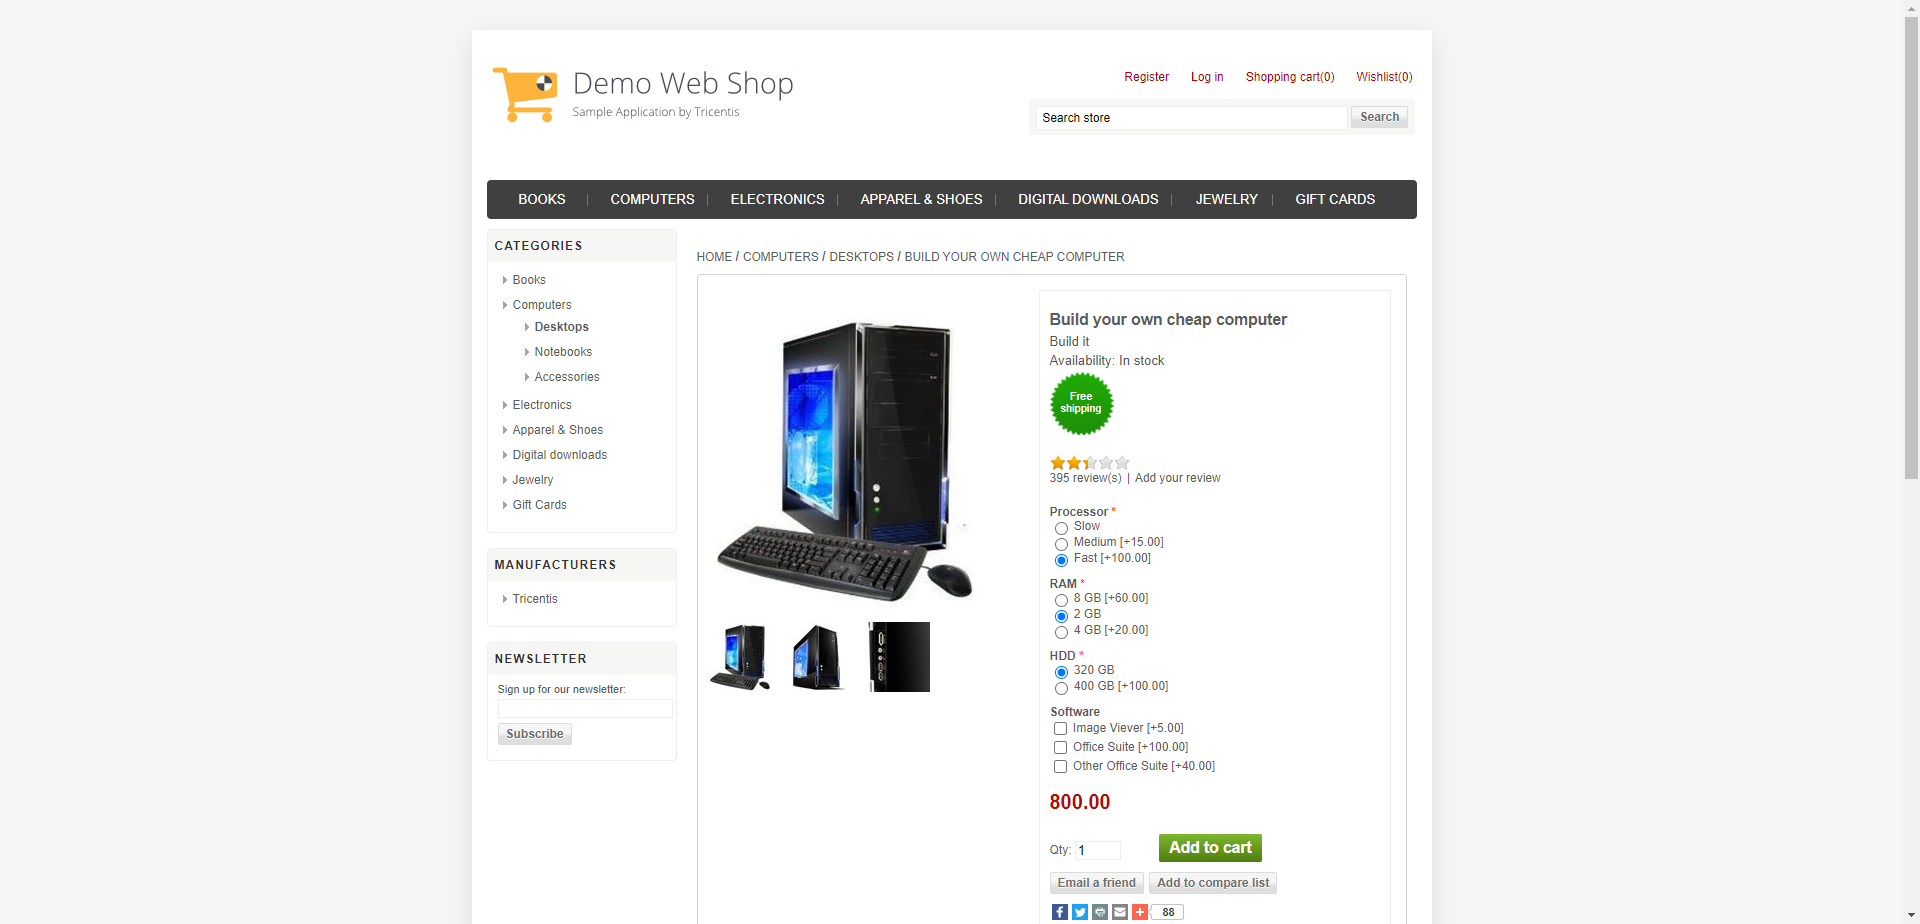 Demo Web Shop
Sample Application by Tricentis
Register Log in Shopping cart(0) Wishlist(0)
Search store Search
BOOKS COMPUTERS ELECTRONICS APPAREL & SHOES DIGITAL DOWNLOADS JEWELRY GIFT CARDS
CATEGORIES
Books
Computers
Desktops
Notebooks
Accessories
Electronics
Apparel & Shoes
Digital downloads
Jewelry
Gift Cards
MANUFACTURERS
Tricentis
NEWSLETTER
Sign up for our newsletter:
Subscribe
HOME / COMPUTERS / DESKTOPS / BUILD YOUR OWN CHEAP COMPUTER
Build your own cheap computer
Build it
Availability: In stock
Free
shipping
395 review(s) | Add your review
Processor *
Slow
Medium [+15.00]
Fast [+100.00]
RAM *
8 GB [+60.00]
2 GB
4 GB [+20.00]
HDD *
320 GB
400 GB [+100.00]
Software
Image Viever [+5.00]
Office Suite [+100.00]
Other Office Suite [+40.00]
800.00
Qty: 1 Add to cart
Email a friend Add to compare list
88